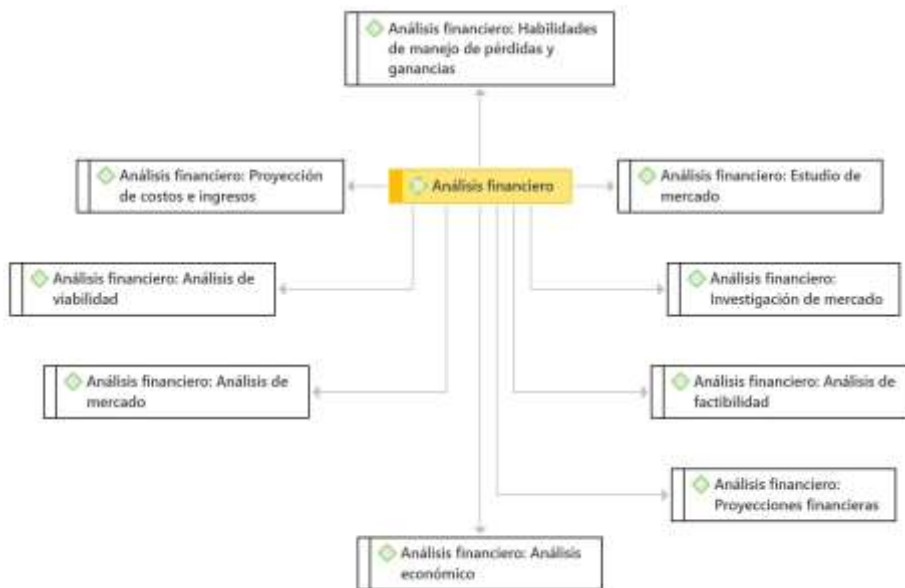 Análisis financiero: Habilidades
de manejo de pérdidas y
ganancias
Análisis financiero: Proyección
de costos e ingresos
Análisis financiero
Análisis financiero: Estudio de
mercado
Análisis financiero: Análisis de
viabilidad
Análisis financiero:
Investigación de mercado
Análisis financiero: Análisis de
mercado
Análisis financiero: Análisis de
factibilidad
Análisis financiero:
Proyecciones financieras
Análisis financiero: Análisis
económico